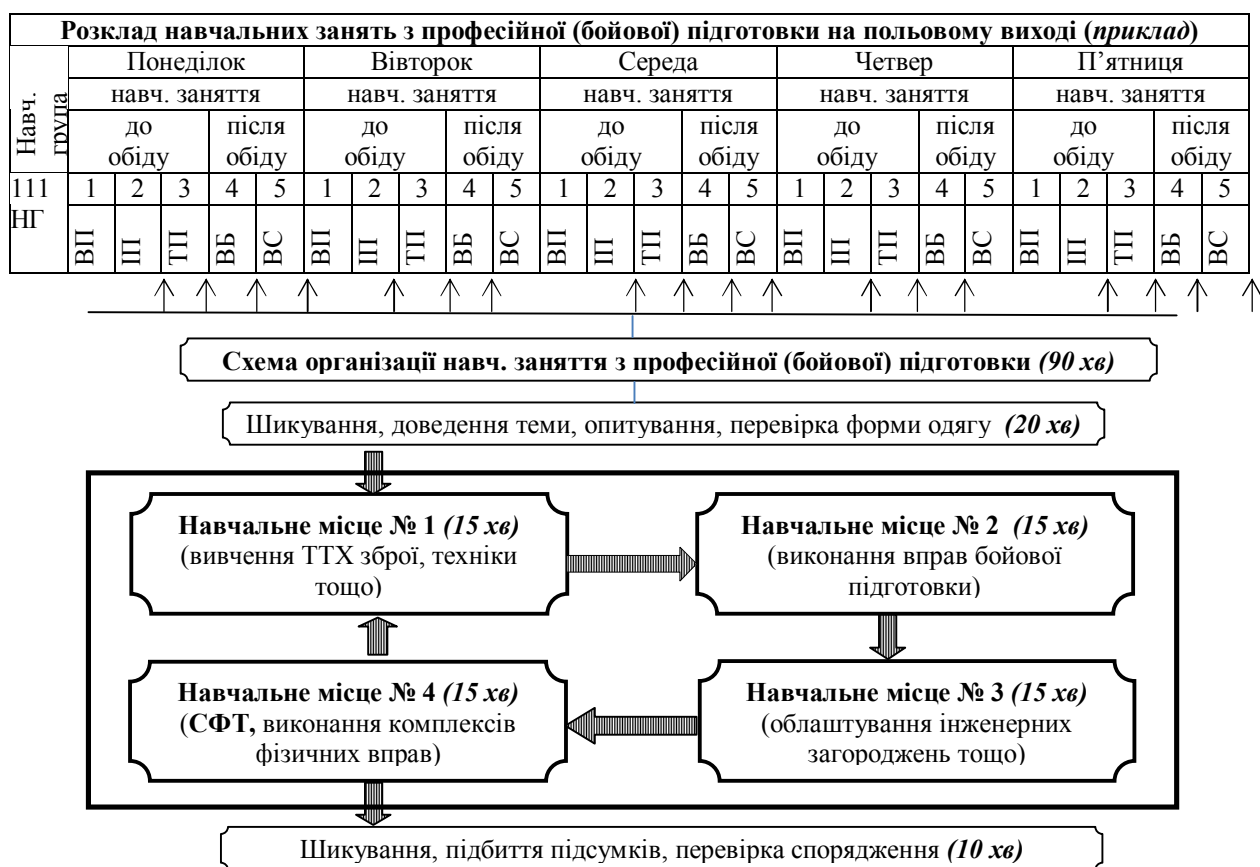 Розклад навчальних занять з професійної (бойової) підготовки на польовому виході (приклад)
Навч. група
Понеділок Вівторок Середа Четвер П’ятниця
навч. заняття навч. заняття навч. заняття навч. заняття навч. заняття
до обіду після обіду до обіду після обіду до обіду після обіду до обіду після обіду до обіду після обіду
111 НГ
1 2 3 4 5 1 2 3 4 5 1 2 3 4 5 1 2 3 4 5 1 2 3 4 5
ВП ІП ТП ВБ ВС ВП ІП ТП ВБ ВС ВП ІП ТП ВБ ВС ВП ІП ТП ВБ ВС ВП ІП ТП ВБ ВС
Схема організації навч. заняття з професійної (бойової) підготовки (90 хв)
Шикування, доведення теми, опитування, перевірка форми одягу (20 хв)
Навчальне місце № 1 (15 хв)
(вивчення ТТХ зброї, техніки
тощо)
Навчальне місце № 2 (15 хв)
(виконання вправ бойової
підготовки)
Навчальне місце № 4 (15 хв)
(СФТ, виконання комплексів
фізичних вправ)
Навчальне місце № 3 (15 хв)
(облаштування інженерних
загороджень тощо)
Шикування, підбиття підсумків, перевірка спорядження (10 хв)